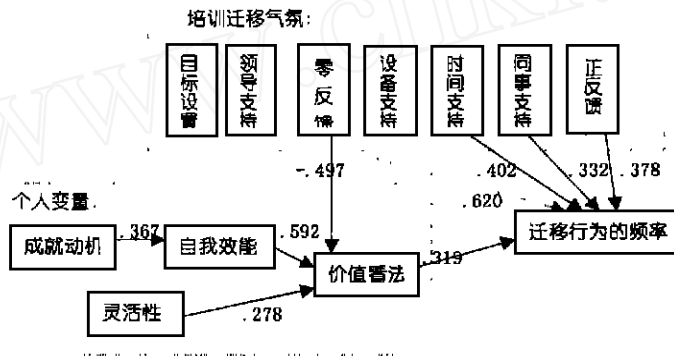 培训迁移气氛:
目标设置
领导支持
零反馈
设备支持
时间支持
同事支持
正反馈
-.497
.402
.332
.378
.620
个人变量.
成就动机
.367
自我效能
.592
价值看法
.319
迁移行为的频率
灵活性
.278